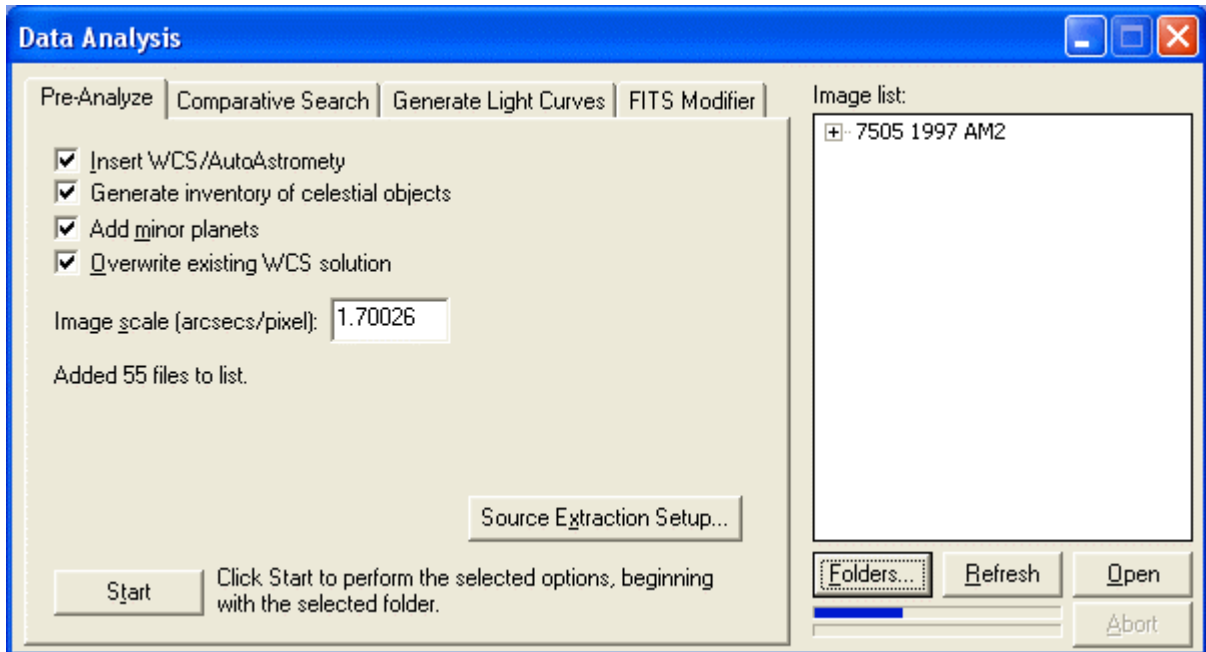 Data Analysis
Pre-Analyze
Comparative Search
Generate Light Curves
FITS Modifier
Insert WCS/AutoAstromety
Generate inventory of celestial objects
Add minor planets
Overwrite existing WCS solution
Image scale (arcsecs/pixel): 1.70026
Added 55 files to list.
Source Extraction Setup...
Start
Click Start to perform the selected options, beginning
with the selected folder.
Image list:
7505 1997 AM2
Folders...
Refresh
Open
Abort